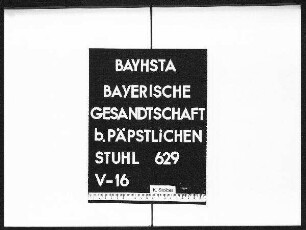 BAYHSTA
BAYERISCHE
GESANDTSCHAFT
b.PÄPSTLICHEN
STUHL 629
V-16